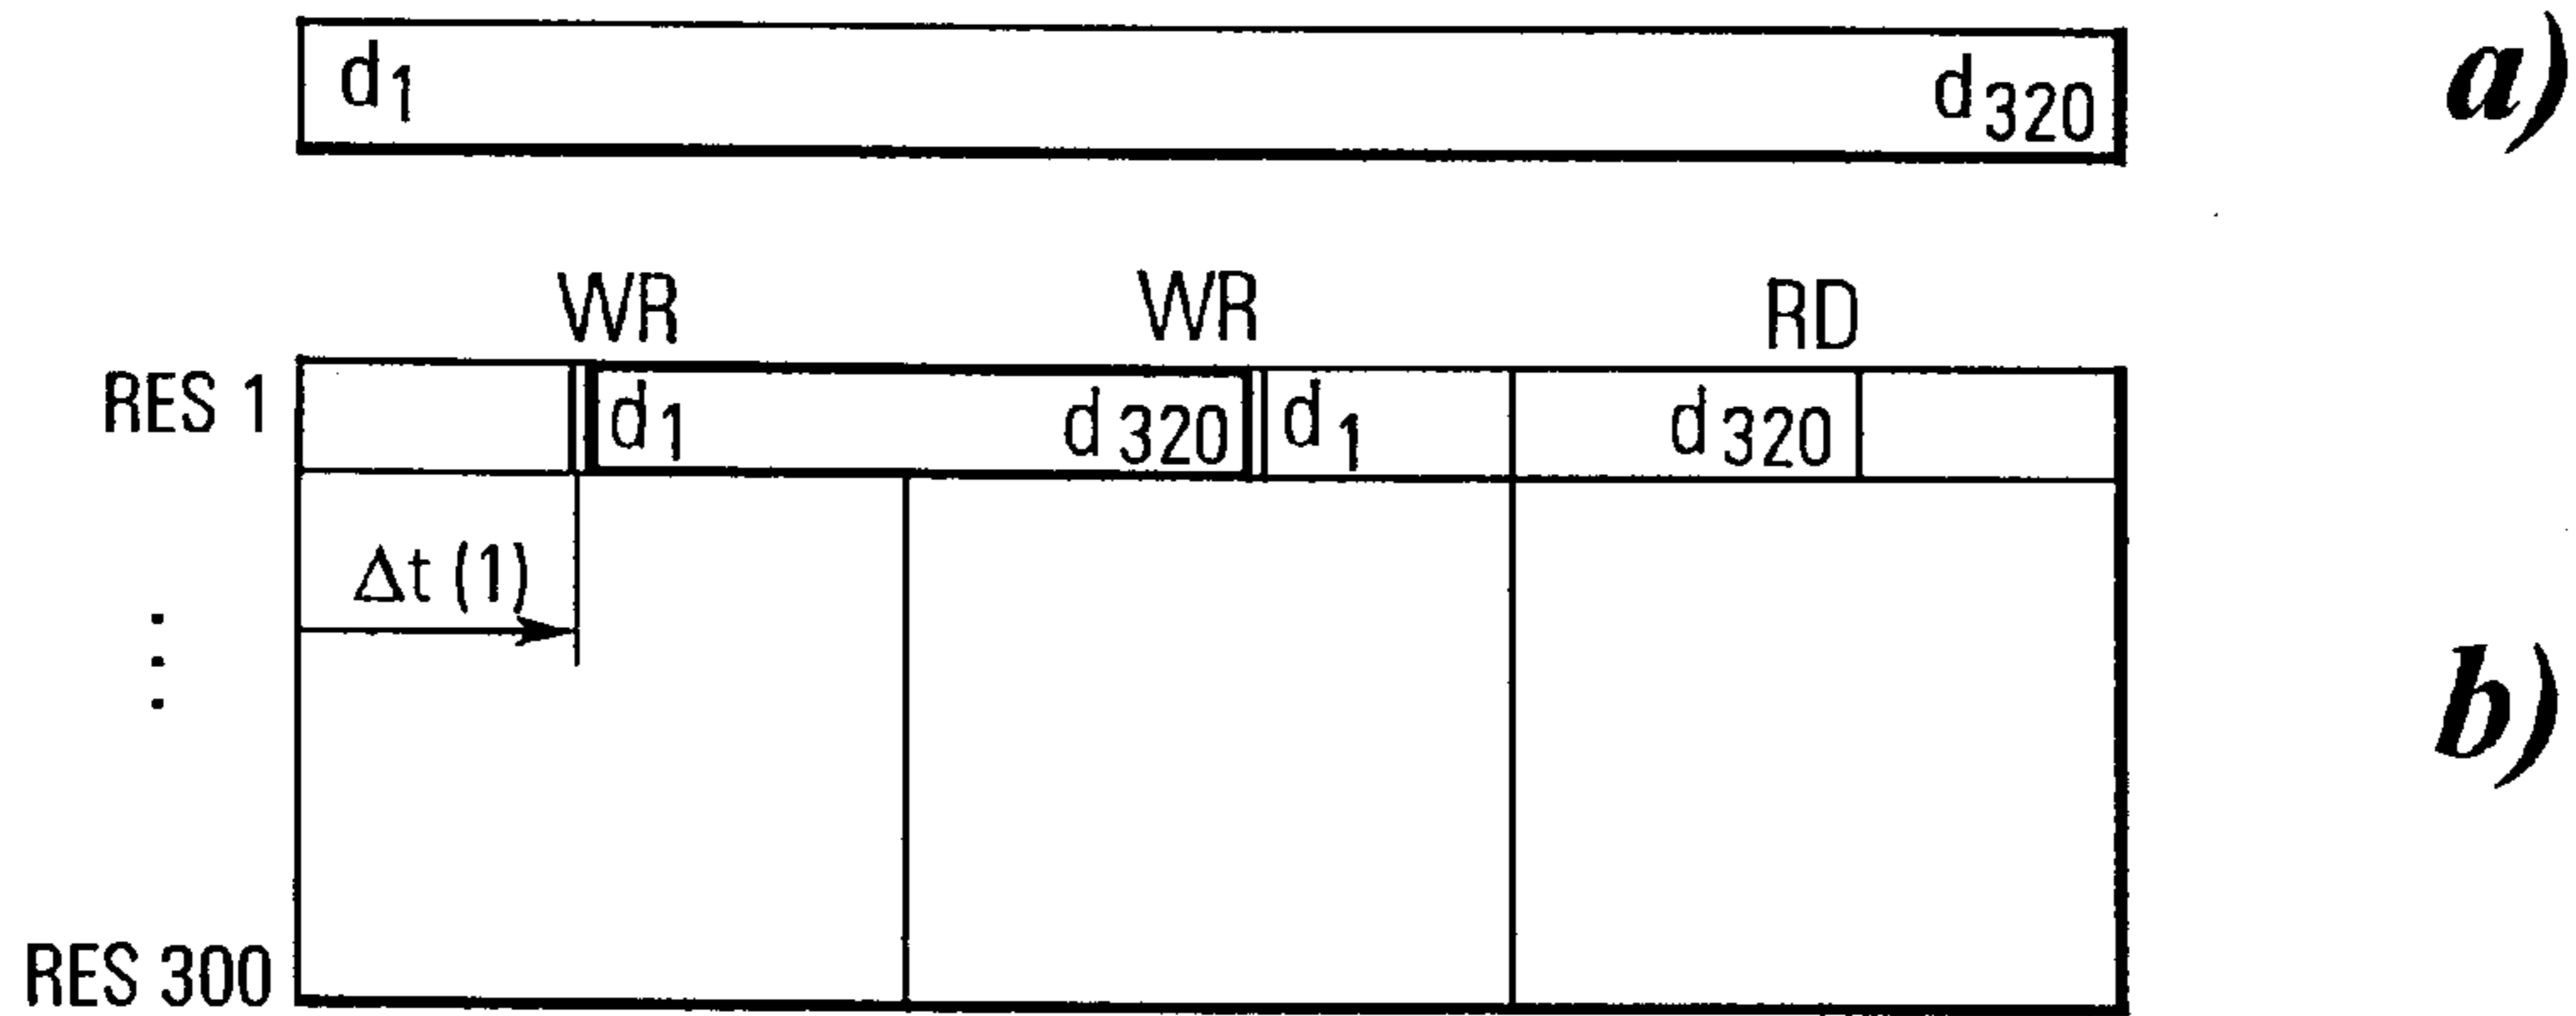 d1 d320 a)
WR WR RD
RES 1 d1 d320 d1 d320
Δt (1)
b)
RES 300